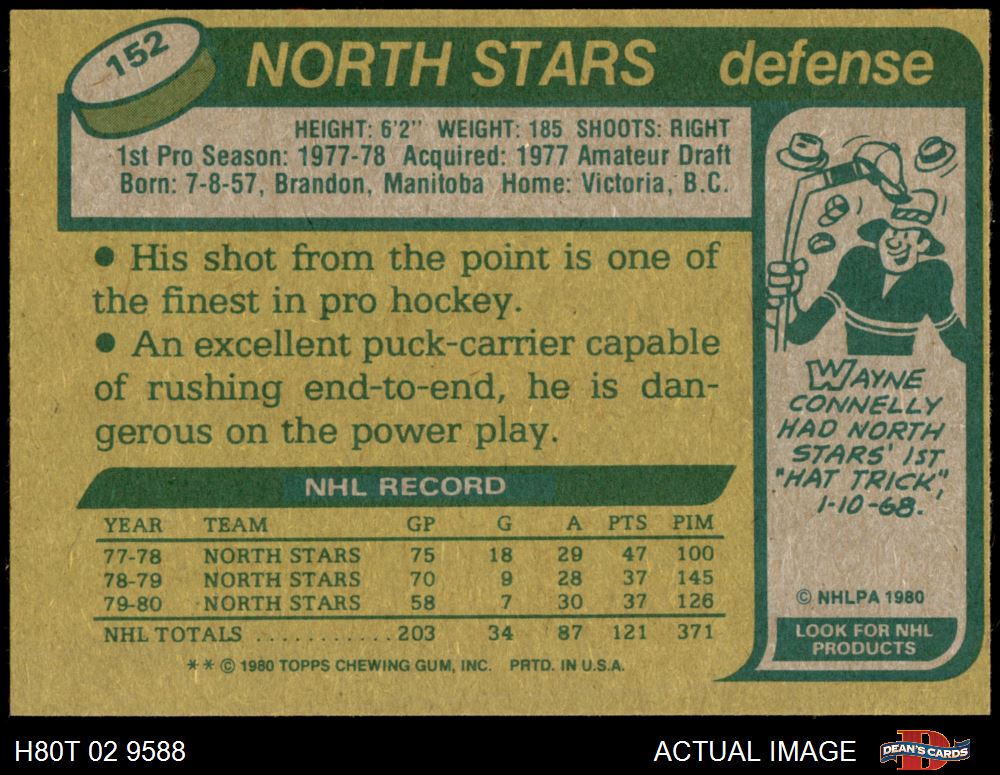 152
NORTH STARS defense
HEIGHT: 6'2" WEIGHT: 185 SHOOTS: RIGHT
1st Pro Season: 1977-78 Acquired: 1977 Amateur Draft
Born: 7-8-57, Brandon, Manitoba Home: Victoria, B.C.
● His shot from the point is one of
the finest in pro hockey.
● An excellent puck-carrier capable
of rushing end-to-end, he is dan-
gerous on the power play.
NHL RECORD
YEAR TEAM GP G A PTS PIM
77-78 NORTH STARS 75 18 29 47 100
78-79 NORTH STARS 70 9 28 37 145
79-80 NORTH STARS 58 7 30 37 126
NHL TOTALS .......... 203 34 87 121 371
** © 1980 TOPPS CHEWING GUM, INC. PRTD. IN U.S.A.
WAYNE
CONNELLY
HAD NORTH
STARS' 1ST
"HAT TRICK",
1-10-68.
© NHLPA 1980
LOOK FOR NHL
PRODUCTS
H80T 02 9588
ACTUAL IMAGE
D
DEAN'S CARDS